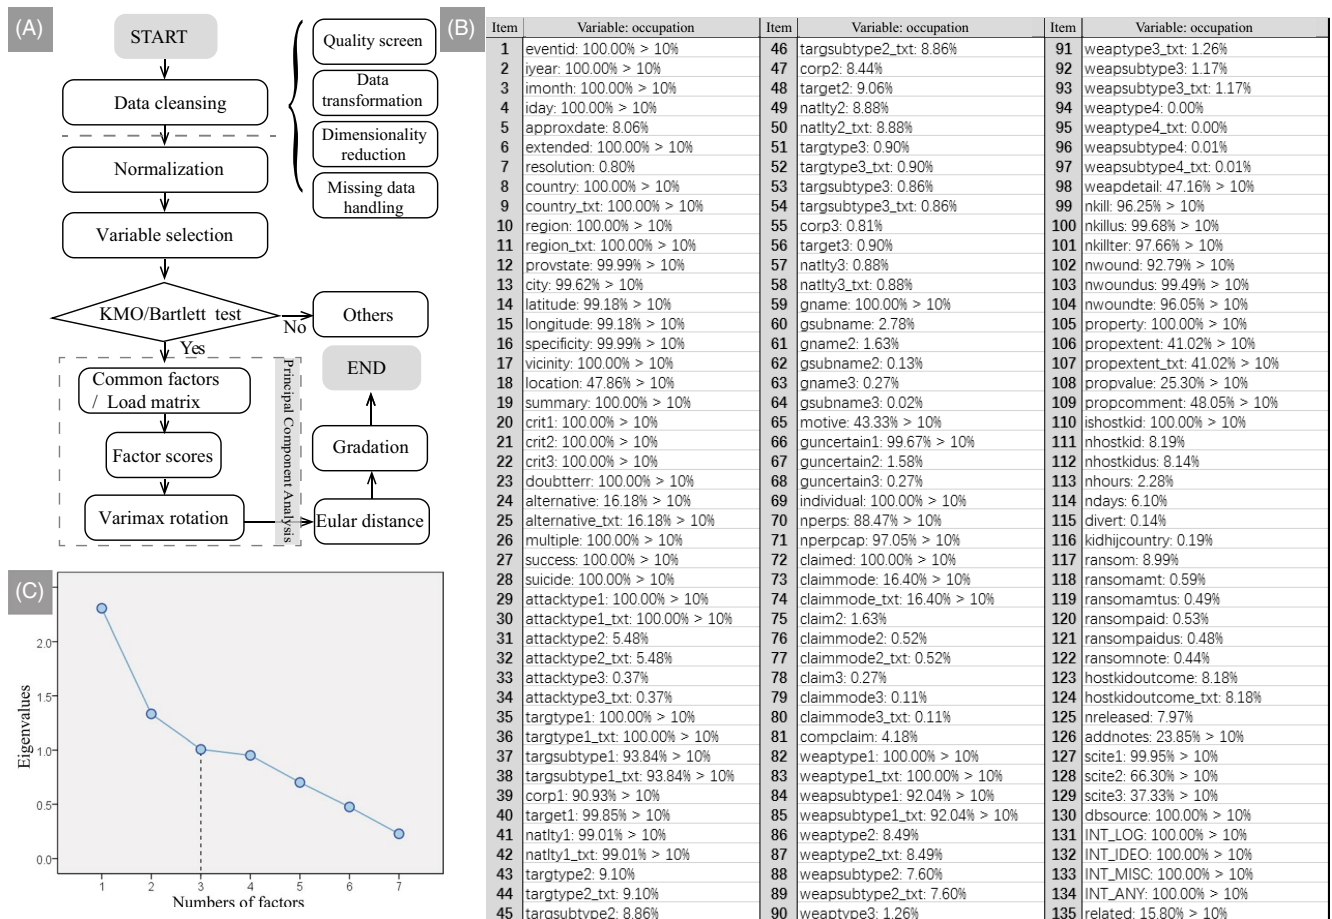 (A)
START
Data cleansing
Normalization
Variable selection
KMO/Bartlett test
No
Others
Yes
Common factors
/ Load matrix
Factor scores
Varimax rotation
Principal Component Analysis
END
Gradation
Eular distance
Quality screen
Data
transformation
Dimensionality
reduction
Missing data
handling
(B)
Item Variable: occupation
1 eventid: 100.00% > 10%
2 iyear: 100.00% > 10%
3 imonth: 100.00% > 10%
4 iday: 100.00% > 10%
5 approxdate: 8.06%
6 extended: 100.00% > 10%
7 resolution: 0.80%
8 country: 100.00% > 10%
9 country_txt: 100.00% > 10%
10 region: 100.00% > 10%
11 region_txt: 100.00% > 10%
12 provstate: 99.99% > 10%
13 city: 99.62% > 10%
14 latitude: 99.18% > 10%
15 longitude: 99.18% > 10%
16 specificity: 99.99% > 10%
17 vicinity: 100.00% > 10%
18 location: 47.86% > 10%
19 summary: 100.00% > 10%
20 crit1: 100.00% > 10%
21 crit2: 100.00% > 10%
22 crit3: 100.00% > 10%
23 doubtterr: 100.00% > 10%
24 alternative: 16.18% > 10%
25 alternative_txt: 16.18% > 10%
26 multiple: 100.00% > 10%
27 success: 100.00% > 10%
28 suicide: 100.00% > 10%
29 attacktype1: 100.00% > 10%
30 attacktype1_txt: 100.00% > 10%
31 attacktype2: 5.48%
32 attacktype2_txt: 5.48%
33 attacktype3: 0.37%
34 attacktype3_txt: 0.37%
35 targtype1: 100.00% > 10%
36 targtype1_txt: 100.00% > 10%
37 targsubtype1: 93.84% > 10%
38 targsubtype1_txt: 93.84% > 10%
39 corp1: 90.93% > 10%
40 target1: 99.85% > 10%
41 natlty1: 99.01% > 10%
42 natlty1_txt: 99.01% > 10%
43 targtype2: 9.10%
44 targtype2_txt: 9.10%
45 targsubtype2: 8.86%
Item Variable: occupation
46 targsubtype2_txt: 8.86%
47 corp2: 8.44%
48 target2: 9.06%
49 natlty2: 8.88%
50 natlty2_txt: 8.88%
51 targtype3: 0.90%
52 targtype3_txt: 0.90%
53 targsubtype3: 0.86%
54 targsubtype3_txt: 0.86%
55 corp3: 0.81%
56 target3: 0.90%
57 natlty3: 0.88%
58 natlty3_txt: 0.88%
59 gname: 100.00% > 10%
60 gsubname: 2.78%
61 gname2: 1.63%
62 gsubname2: 0.13%
63 gname3: 0.27%
64 gsubname3: 0.02%
65 motive: 43.33% > 10%
66 guncertain1: 99.67% > 10%
67 guncertain2: 1.58%
68 guncertain3: 0.27%
69 individual: 100.00% > 10%
70 nperps: 88.47% > 10%
71 nperpcap: 97.05% > 10%
72 claimed: 100.00% > 10%
73 claimmode: 16.40% > 10%
74 claimmode_txt: 16.40% > 10%
75 claim2: 1.63%
76 claimmode2: 0.52%
77 claimmode2_txt: 0.52%
78 claim3: 0.27%
79 claimmode3: 0.11%
80 claimmode3_txt: 0.11%
81 compclaim: 4.18%
82 weaptype1: 100.00% > 10%
83 weaptype1_txt: 100.00% > 10%
84 weapsubtype1: 92.04% > 10%
85 weapsubtype1_txt: 92.04% > 10%
86 weaptype2: 8.49%
87 weaptype2_txt: 8.49%
88 weapsubtype2: 7.60%
89 weapsubtype2_txt: 7.60%
90 weaptype3: 1.26%
Item Variable: occupation
91 weaptype3_txt: 1.26%
92 weapsubtype3: 1.17%
93 weapsubtype3_txt: 1.17%
94 weaptype4: 0.00%
95 weaptype4_txt: 0.00%
96 weapsubtype4: 0.01%
97 weapsubtype4_txt: 0.01%
98 weapdetail: 47.16% > 10%
99 nkill: 96.25% > 10%
100 nkillus: 99.68% > 10%
101 nkillter: 97.66% > 10%
102 nwound: 92.79% > 10%
103 nwoundus: 99.49% > 10%
104 nwoundte: 96.05% > 10%
105 property: 100.00% > 10%
106 propextent: 41.02% > 10%
107 propextent_txt: 41.02% > 10%
108 propvalue: 25.30% > 10%
109 propcomment: 48.05% > 10%
110 ishostkid: 100.00% > 10%
111 nhostkid: 8.19%
112 nhostkidus: 8.14%
113 nhours: 2.28%
114 ndays: 6.10%
115 divert: 0.14%
116 kidhijcountry: 0.19%
117 ransom: 8.99%
118 ransomamt: 0.59%
119 ransomamtus: 0.49%
120 ransompaid: 0.53%
121 ransompaidus: 0.48%
122 ransomnote: 0.44%
123 hostkidoutcome: 8.18%
124 hostkidoutcome_txt: 8.18%
125 nreleased: 7.97%
126 addnotes: 23.85% > 10%
127 scite1: 99.95% > 10%
128 scite2: 66.30% > 10%
129 scite3: 37.33% > 10%
130 dbsource: 100.00% > 10%
131 INT_LOG: 100.00% > 10%
132 INT_IDEO: 100.00% > 10%
133 INT_MISC: 100.00% > 10%
134 INT_ANY: 100.00% > 10%
135 related: 15.80% > 10%
(C)
Eigenvalues
2.0
1.5
1.0
0.5
0.0
1 2 3 4 5 6 7
Numbers of factors